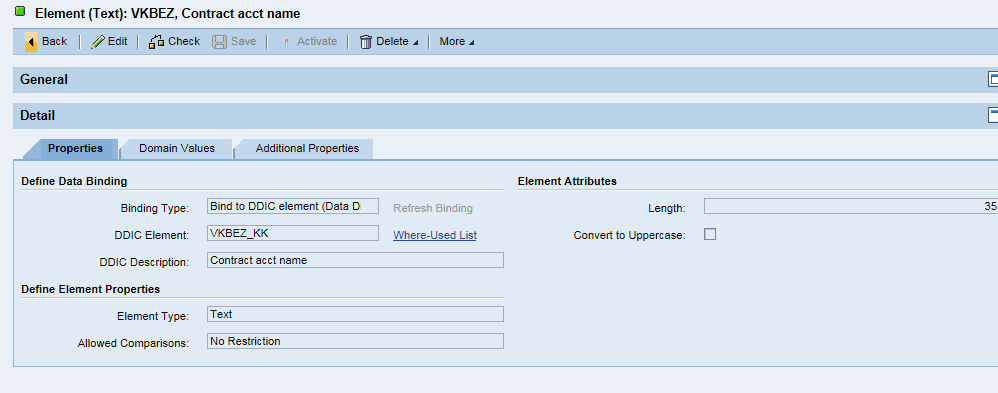 Element (Text): VKBEZ, Contract acct name
Back Edit Check Save Activate Delete More
General
Detail
Properties Domain Values Additional Properties
Define Data Binding Element Attributes
Binding Type: Bind to DDIC element (Data D Refresh Binding Length: 35
DDIC Element: VKBEZ_KK Where-Used List Convert to Uppercase:
DDIC Description: Contract acct name
Define Element Properties
Element Type: Text
Allowed Comparisons: No Restriction